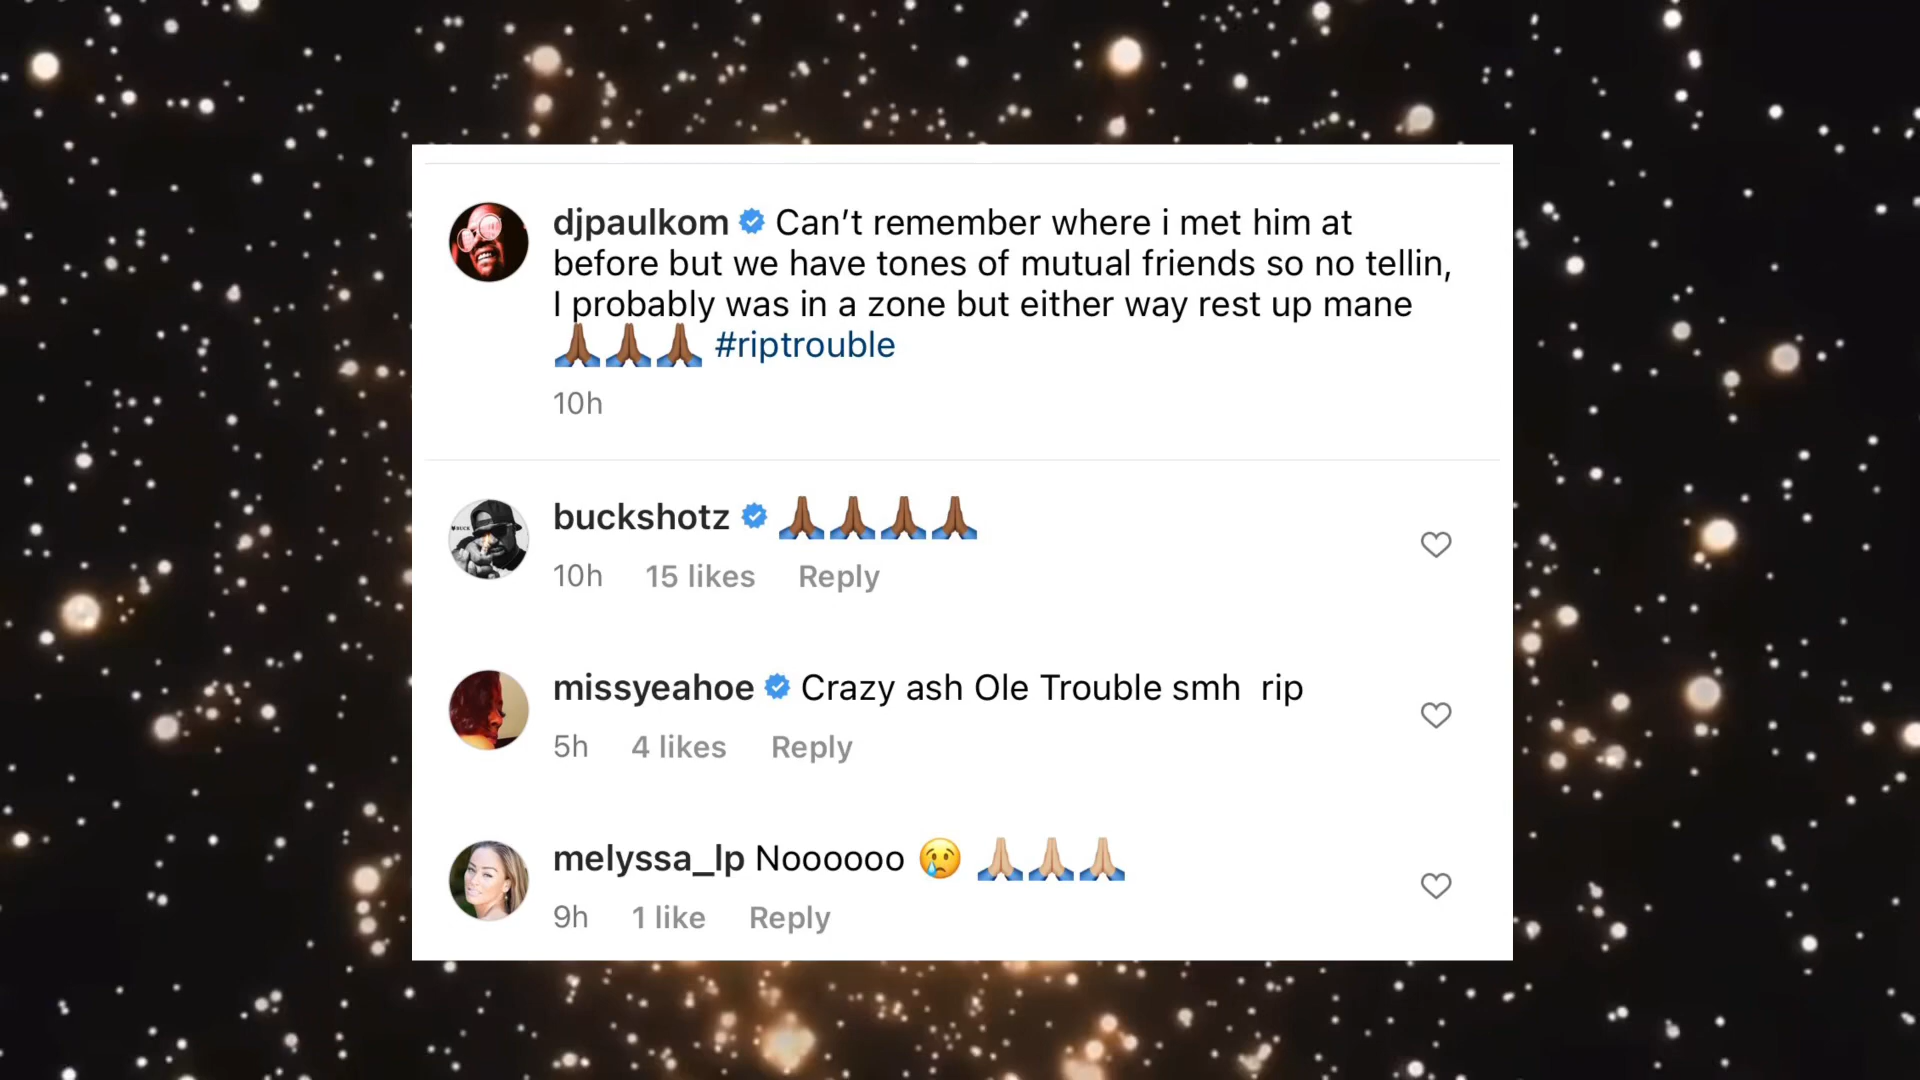 djpaulkom Can’t remember where i met him at
before but we have tones of mutual friends so no tellin,
I probably was in a zone but either way rest up mane
🙏🏾🙏🏾🙏🏾 #riptrouble
10h
buckshotz 🙏🏾🙏🏾🙏🏾🙏🏾
10h 15 likes Reply
missyeahoe Crazy ash Ole Trouble smh rip
5h 4 likes Reply
melyssa_lp Noooooo 😢 🙏🏼🙏🏼🙏🏼
9h 1 like Reply